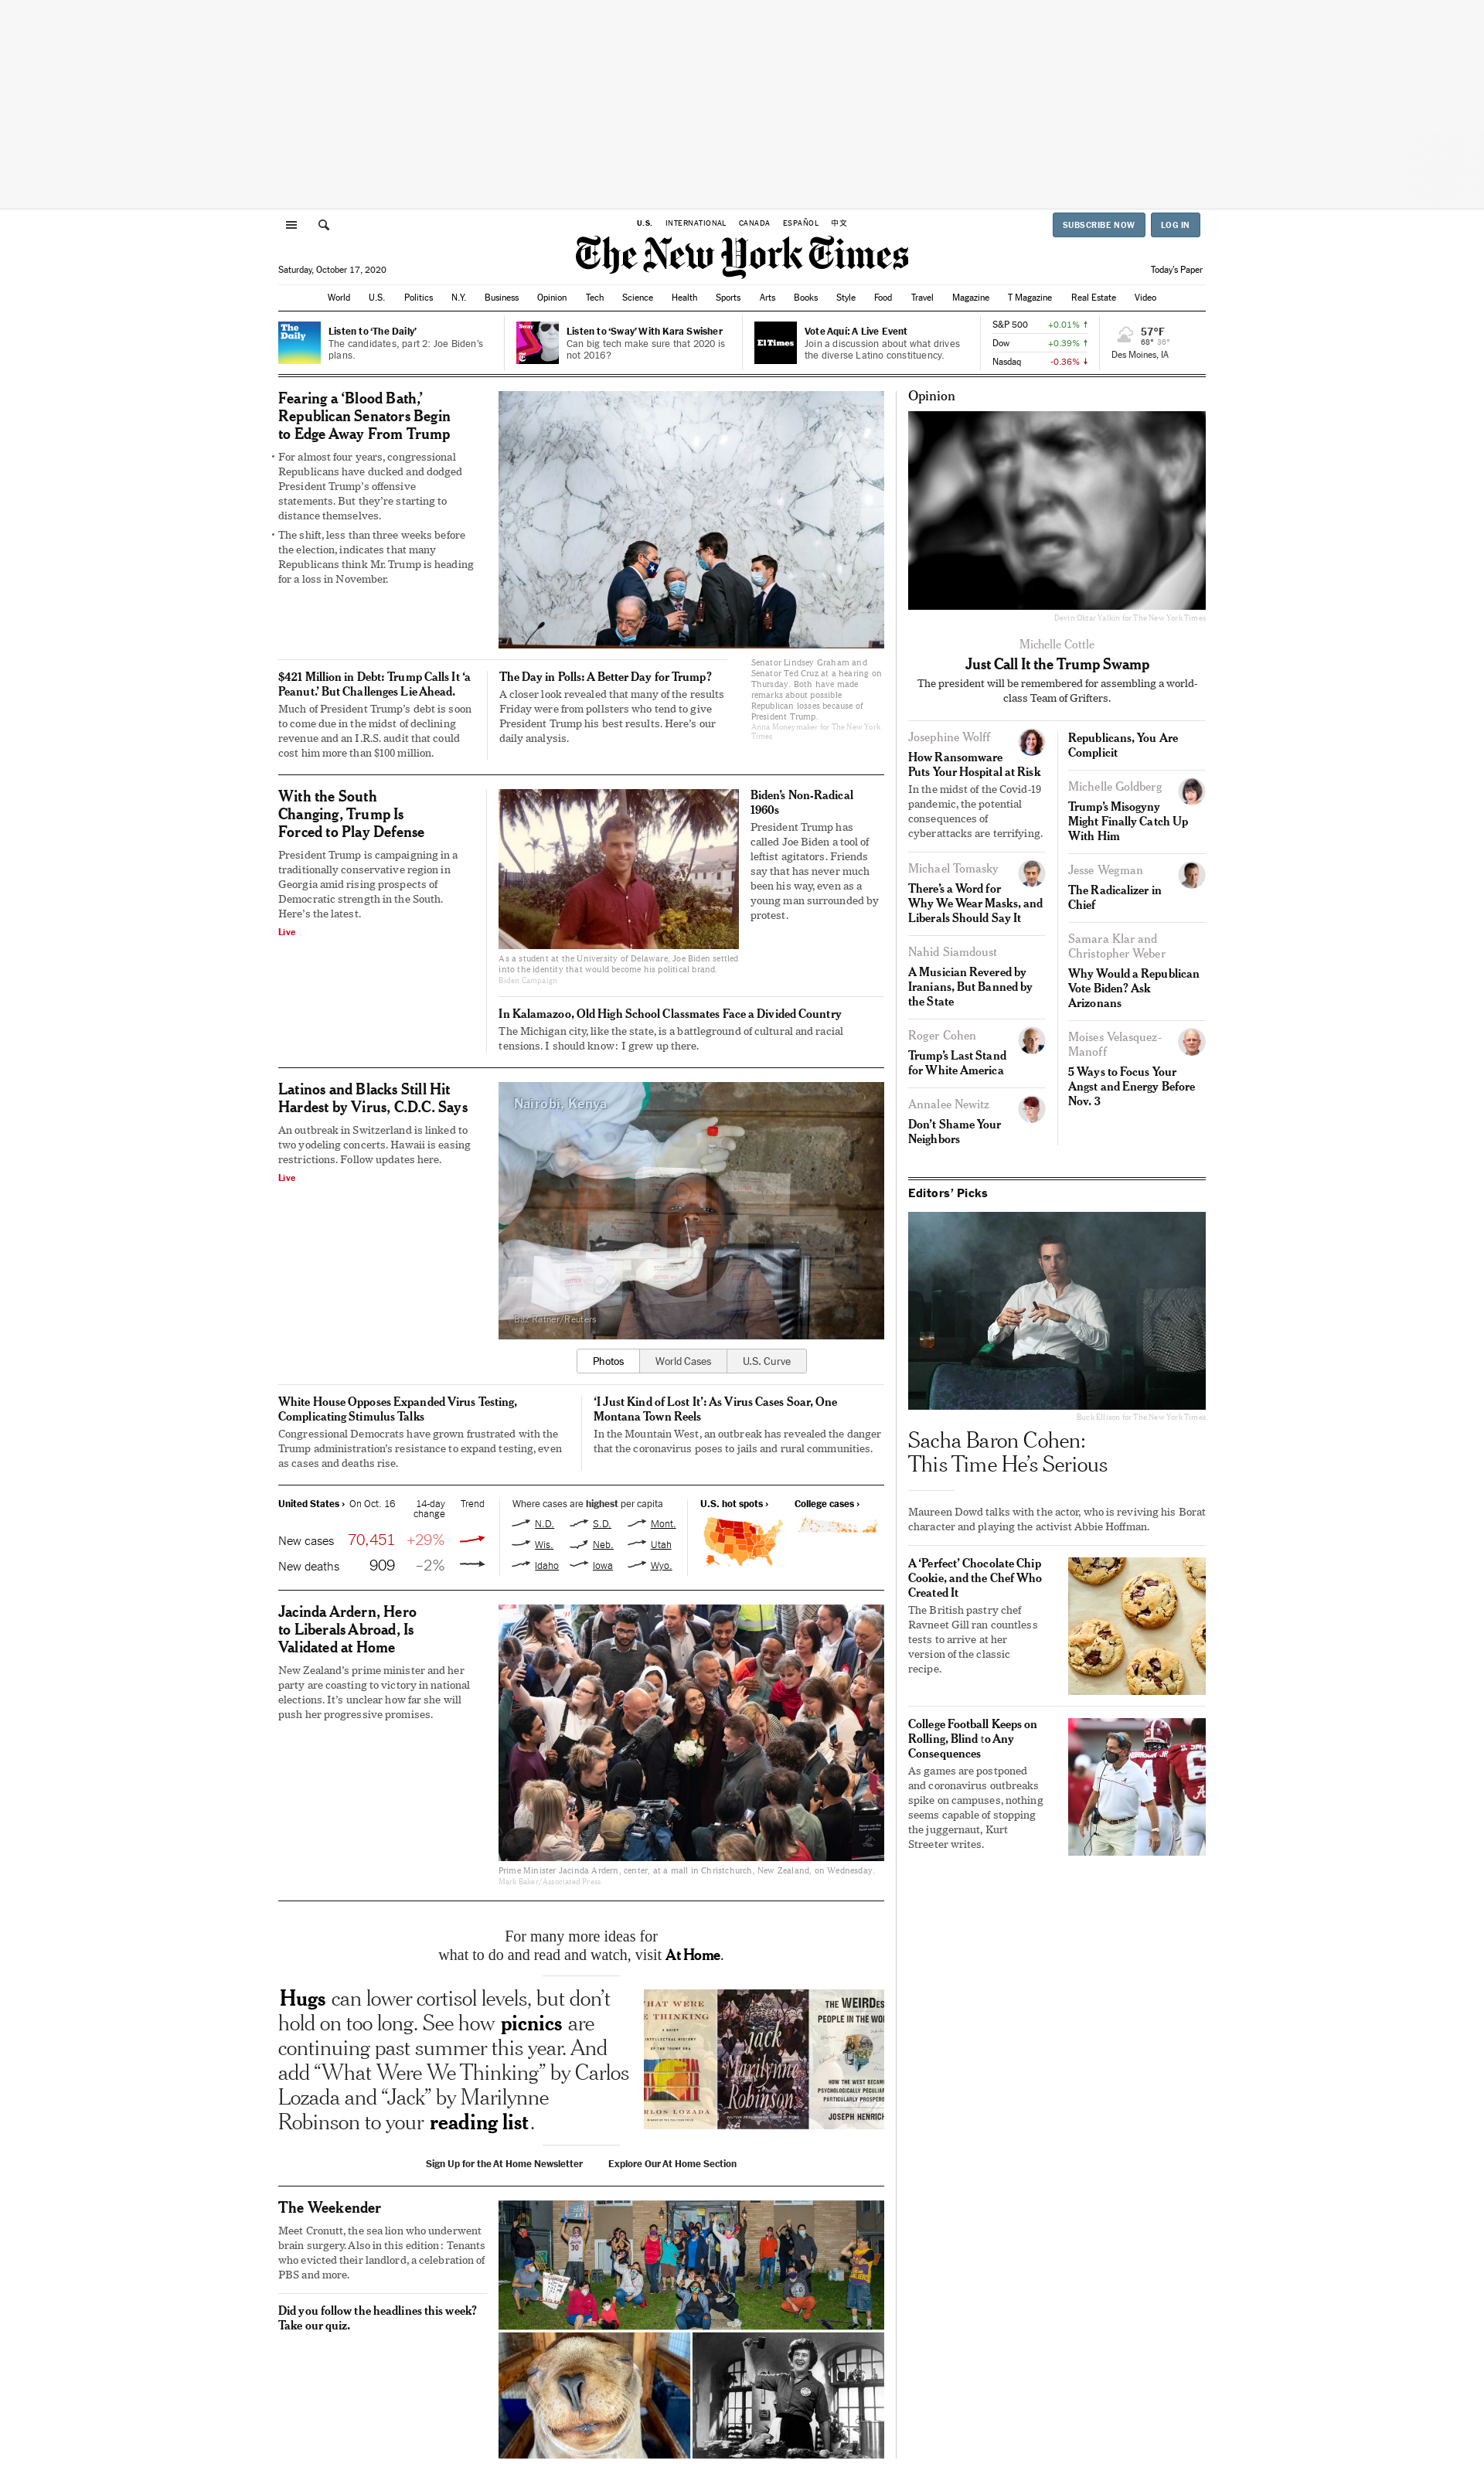 U.S. INTERNATIONAL CANADA ESPAÑOL 中文
SUBSCRIBE NOW LOG IN
The New York Times
Saturday, October 17, 2020
Today's Paper
World U.S. Politics N.Y. Business Opinion Tech Science Health Sports Arts Books Style Food Travel Magazine T Magazine Real Estate Video
The
Daily
Listen to ‘The Daily’
The candidates, part 2: Joe Biden’s
plans.
Sway
Listen to ‘Sway’ With Kara Swisher
Can big tech make sure that 2020 is
not 2016?
El Times
Vote Aquí: A Live Event
Join a discussion about what drives
the diverse Latino constituency.
S&P 500 +0.01% ↑
Dow +0.39% ↑
Nasdaq -0.36% ↓
57°F
68° 36°
Des Moines, IA
Fearing a ‘Blood Bath,’
Republican Senators Begin
to Edge Away From Trump
• For almost four years, congressional
Republicans have ducked and dodged
President Trump’s offensive
statements. But they’re starting to
distance themselves.
• The shift, less than three weeks before
the election, indicates that many
Republicans think Mr. Trump is heading
for a loss in November.
Senator Lindsey Graham and
Senator Ted Cruz at a hearing on
Thursday. Both have made
remarks about possible
Republican losses because of
President Trump.
Anna Moneymaker for The New York
Times
$421 Million in Debt: Trump Calls It ‘a
Peanut.’ But Challenges Lie Ahead.
Much of President Trump’s debt is soon
to come due in the midst of declining
revenue and an I.R.S. audit that could
cost him more than $100 million.
The Day in Polls: A Better Day for Trump?
A closer look revealed that many of the results
Friday were from pollsters who tend to give
President Trump his best results. Here’s our
daily analysis.
With the South
Changing, Trump Is
Forced to Play Defense
President Trump is campaigning in a
traditionally conservative region in
Georgia amid rising prospects of
Democratic strength in the South.
Here’s the latest.
Live
As a student at the University of Delaware, Joe Biden settled
into the identity that would become his political brand.
Biden Campaign
Biden’s Non-Radical
1960s
President Trump has
called Joe Biden a tool of
leftist agitators. Friends
say that has never much
been his way, even as a
young man surrounded by
protest.
In Kalamazoo, Old High School Classmates Face a Divided Country
The Michigan city, like the state, is a battleground of cultural and racial
tensions. I should know: I grew up there.
Latinos and Blacks Still Hit
Hardest by Virus, C.D.C. Says
An outbreak in Switzerland is linked to
two yodeling concerts. Hawaii is easing
restrictions. Follow updates here.
Live
Nairobi, Kenya
Baz Ratner/Reuters
Photos World Cases U.S. Curve
White House Opposes Expanded Virus Testing,
Complicating Stimulus Talks
Congressional Democrats have grown frustrated with the
Trump administration’s resistance to expand testing, even
as cases and deaths rise.
‘I Just Kind of Lost It’: As Virus Cases Soar, One
Montana Town Reels
In the Mountain West, an outbreak has revealed the danger
that the coronavirus poses to jails and rural communities.
United States › On Oct. 16 14-day Trend
change
New cases 70,451 +29%
New deaths 909 –2%
Where cases are highest per capita
N.D. S.D. Mont.
Wis. Neb. Utah
Idaho Iowa Wyo.
U.S. hot spots › College cases ›
Jacinda Ardern, Hero
to Liberals Abroad, Is
Validated at Home
New Zealand’s prime minister and her
party are coasting to victory in national
elections. It’s unclear how far she will
push her progressive promises.
Prime Minister Jacinda Ardern, center, at a mall in Christchurch, New Zealand, on Wednesday.
Mark Baker/Associated Press
For many more ideas for
what to do and read and watch, visit At Home.
Hugs can lower cortisol levels, but don’t
hold on too long. See how picnics are
continuing past summer this year. And
add “What Were We Thinking” by Carlos
Lozada and “Jack” by Marilynne
Robinson to your reading list.
jack
Marilynne
Robinson
THE WEIRDes
PEOPLE IN THE WOR
HOW THE WEST BECAM
PSYCHOLOGICALLY PECULIA
PARTICULARLY PROSPERO
JOSEPH HENRICH
Sign Up for the At Home Newsletter Explore Our At Home Section
The Weekender
Meet Cronutt, the sea lion who underwent
brain surgery. Also in this edition: Tenants
who evicted their landlord, a celebration of
PBS and more.
Did you follow the headlines this week?
Take our quiz.
Opinion
Devin Oktar Yalkin for The New York Times
Michelle Cottle
Just Call It the Trump Swamp
The president will be remembered for assembling a world-
class Team of Grifters.
Josephine Wolff
How Ransomware
Puts Your Hospital at Risk
In the midst of the Covid-19
pandemic, the potential
consequences of
cyberattacks are terrifying.
Michael Tomasky
There’s a Word for
Why We Wear Masks, and
Liberals Should Say It
Nahid Siamdoust
A Musician Revered by
Iranians, But Banned by
the State
Roger Cohen
Trump’s Last Stand
for White America
Annalee Newitz
Don’t Shame Your
Neighbors
Republicans, You Are
Complicit
Michelle Goldberg
Trump’s Misogyny
Might Finally Catch Up
With Him
Jesse Wegman
The Radicalizer in
Chief
Samara Klar and
Christopher Weber
Why Would a Republican
Vote Biden? Ask
Arizonans
Moises Velasquez-
Manoff
5 Ways to Focus Your
Angst and Energy Before
Nov. 3
Editors’ Picks
Buck Ellison for The New York Times
Sacha Baron Cohen:
This Time He’s Serious
Maureen Dowd talks with the actor, who is reviving his Borat
character and playing the activist Abbie Hoffman.
A ‘Perfect’ Chocolate Chip
Cookie, and the Chef Who
Created It
The British pastry chef
Ravneet Gill ran countless
tests to arrive at her
version of the classic
recipe.
College Football Keeps on
Rolling, Blind to Any
Consequences
As games are postponed
and coronavirus outbreaks
spike on campuses, nothing
seems capable of stopping
the juggernaut, Kurt
Streeter writes.